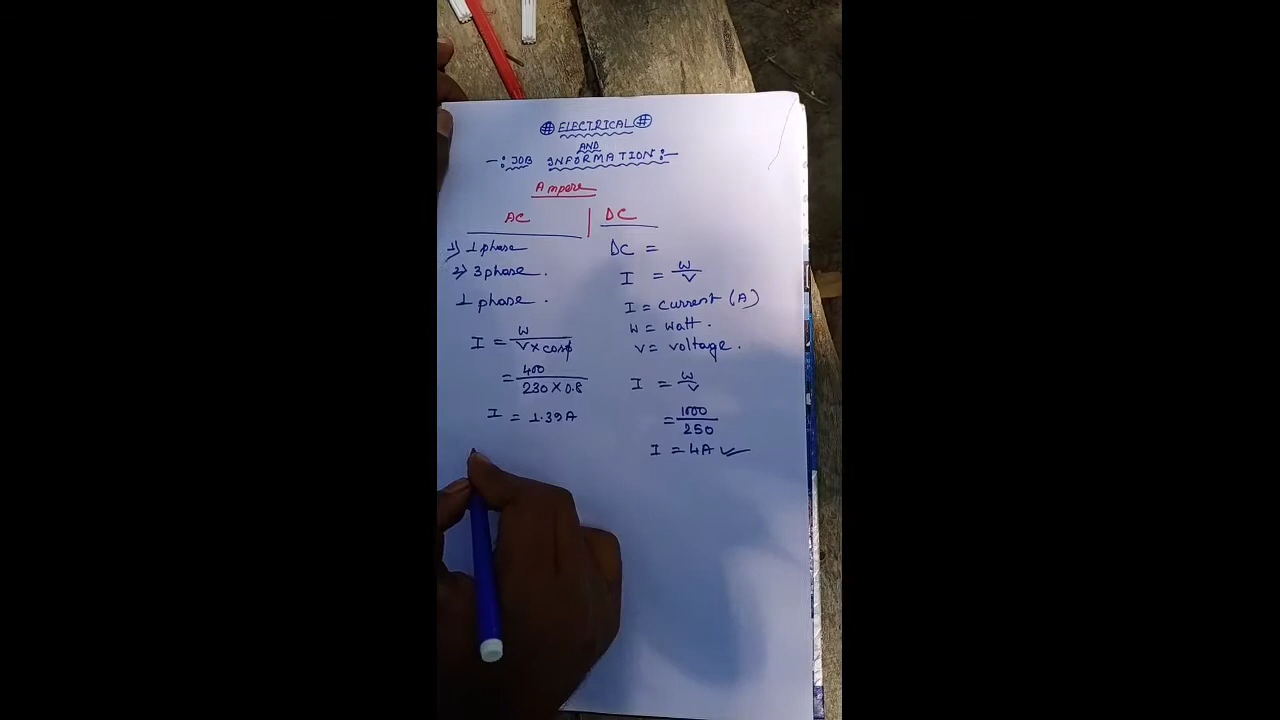 # ELECTRICAL #
AND
-: JOB INFORMATION :-
Ampere
AC
1) 1 phase
2) 3 phase.
1 phase.
I = W / V x cosφ
= 400 / 230 x 0.8
I = 1.39A
DC
DC =
I = W / V
I = current (A)
W = watt.
V = voltage.
I = W / V
= 1000 / 250
I = 4A ✓